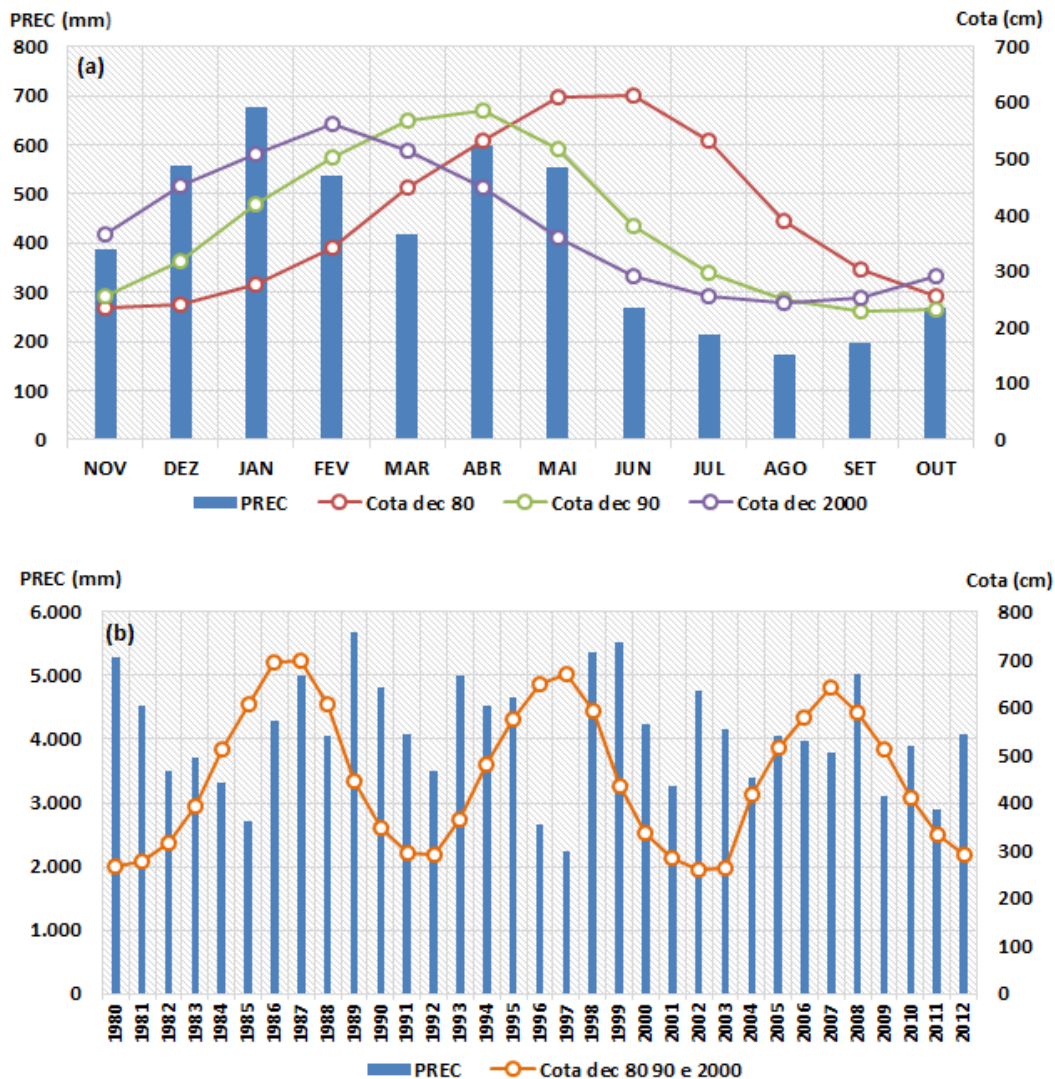 PREC (mm) Cota (cm)
800 700
(a)
700 600
600 500
500 400
400 300
300 200
200 100
100 0
0
NOV DEZ JAN FEV MAR ABR MAI JUN JUL AGO SET OUT
PREC Cota dec 80 Cota dec 90 Cota dec 2000
PREC (mm) Cota (cm)
6.000 800
(b)
5.000 700
4.000 600
3.000 500
2.000 400
1.000 300
0 200
100
0
1980 1981 1982 1983 1984 1985 1986 1987 1988 1989 1990 1991 1992 1993 1994 1995 1996 1997 1998 1999 2000 2001 2002 2003 2004 2005 2006 2007 2008 2009 2010 2011 2012
PREC Cota dec 80 90 e 2000